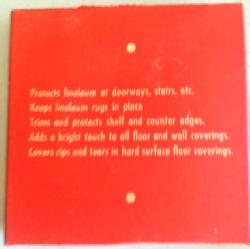 Protects linoleum at doorways, stairs, etc.
Keeps linoleum rugs in place
Trims and protects shelf and counter edges.
Adds a bright touch to all floor and wall coverings.
Covers rips and tears in hard surface floor coverings.